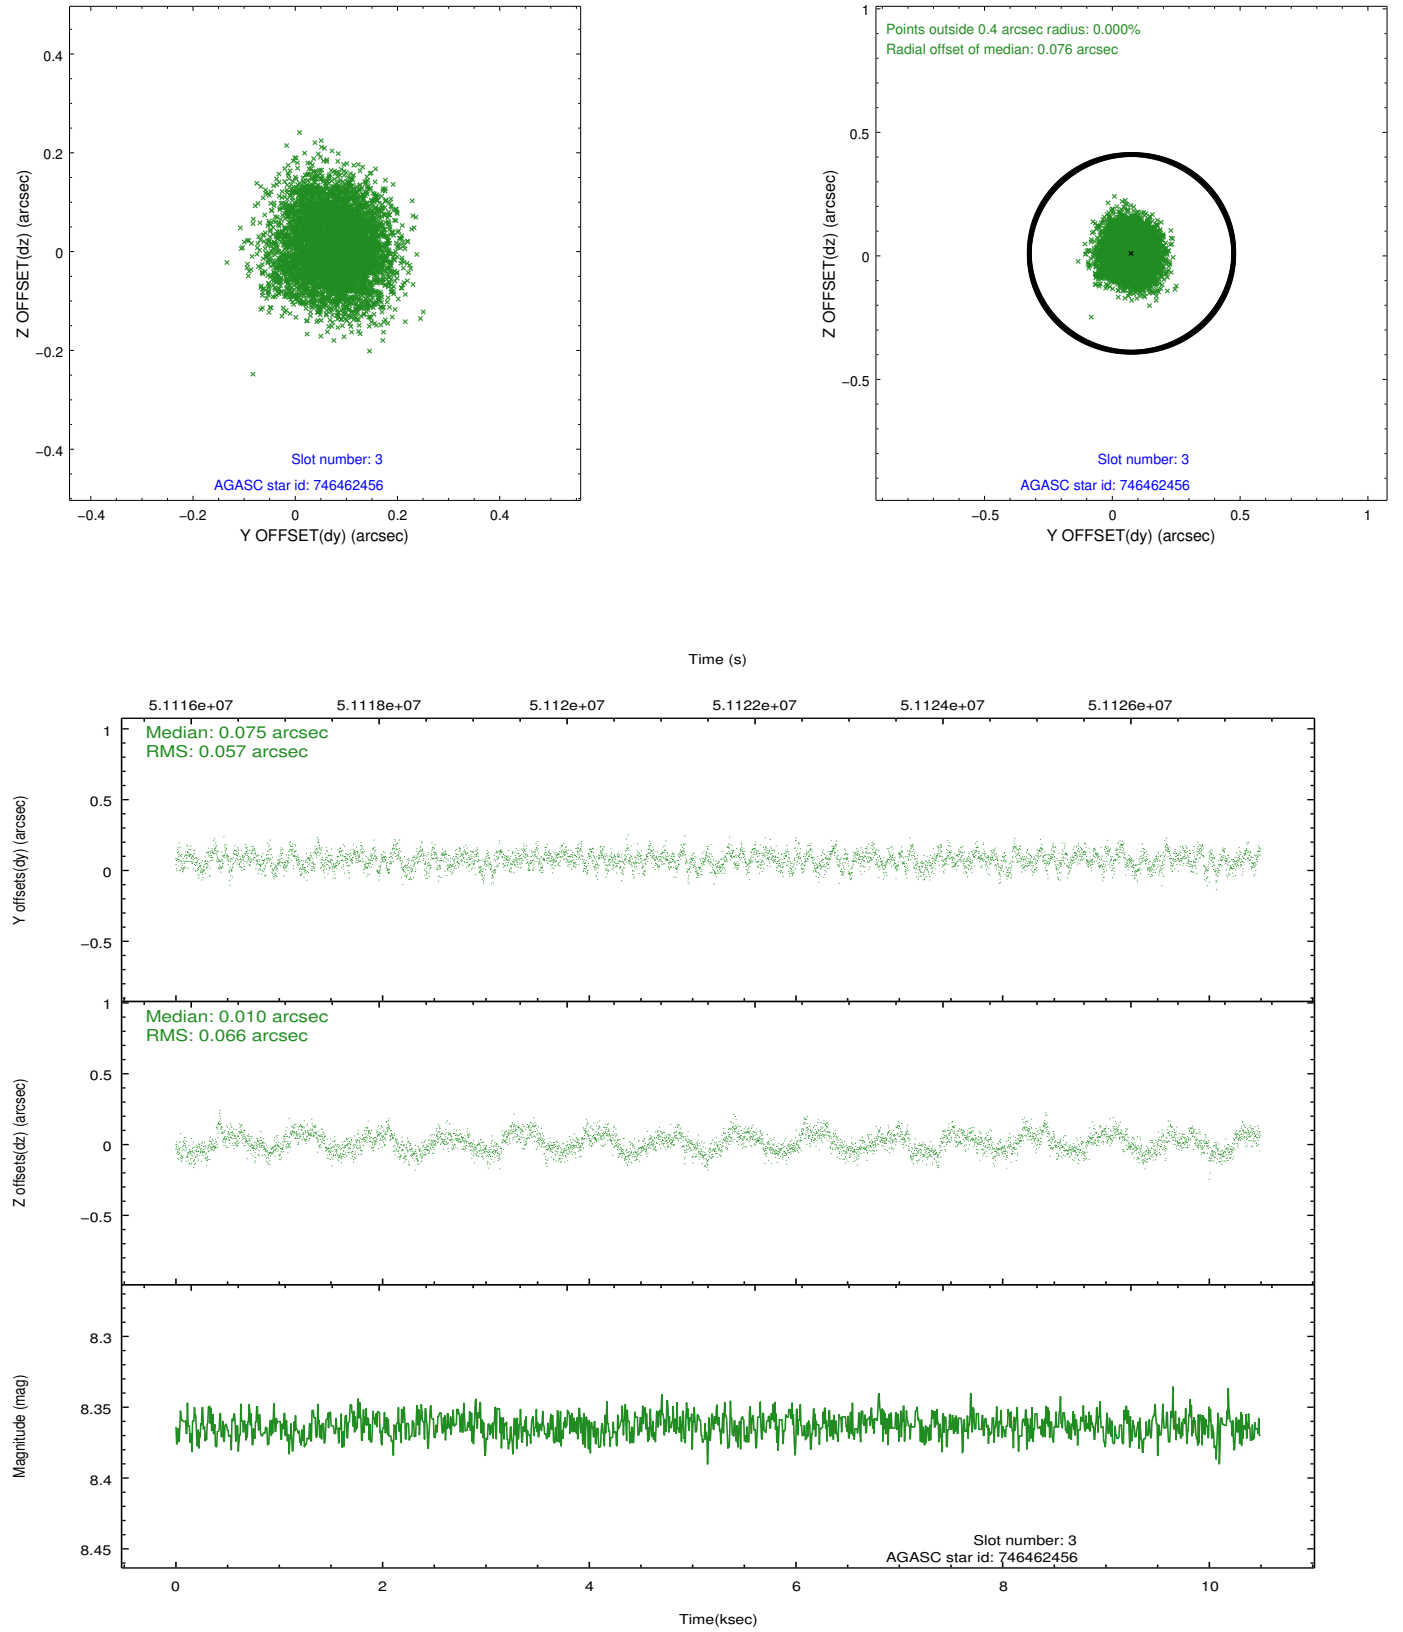 0.4
0.2
0
−0.2
−0.4
Z OFFSET(dz) (arcsec)
Slot number: 3
AGASC star id: 746462456
−0.4
−0.2
0
0.2
0.4
Y OFFSET(dy) (arcsec)
1
0.5
0
−0.5
Z OFFSET(dz) (arcsec)
Points outside 0.4 arcsec radius: 0.000%
Radial offset of median: 0.076 arcsec
Slot number: 3
AGASC star id: 746462456
−0.5
0
0.5
1
Y OFFSET(dy) (arcsec)
Time (s)
5.1116e+07
5.1118e+07
5.112e+07
5.1122e+07
5.1124e+07
5.1126e+07
Median: 0.075 arcsec
RMS: 0.057 arcsec
1
0.5
0
−0.5
Y offsets(dy) (arcsec)
Median: 0.010 arcsec
RMS: 0.066 arcsec
1
0.5
0
−0.5
Z offsets(dz) (arcsec)
8.3
8.35
8.4
8.45
Magnitude (mag)
Slot number: 3
AGASC star id: 746462456
0
2
4
6
8
10
Time(ksec)